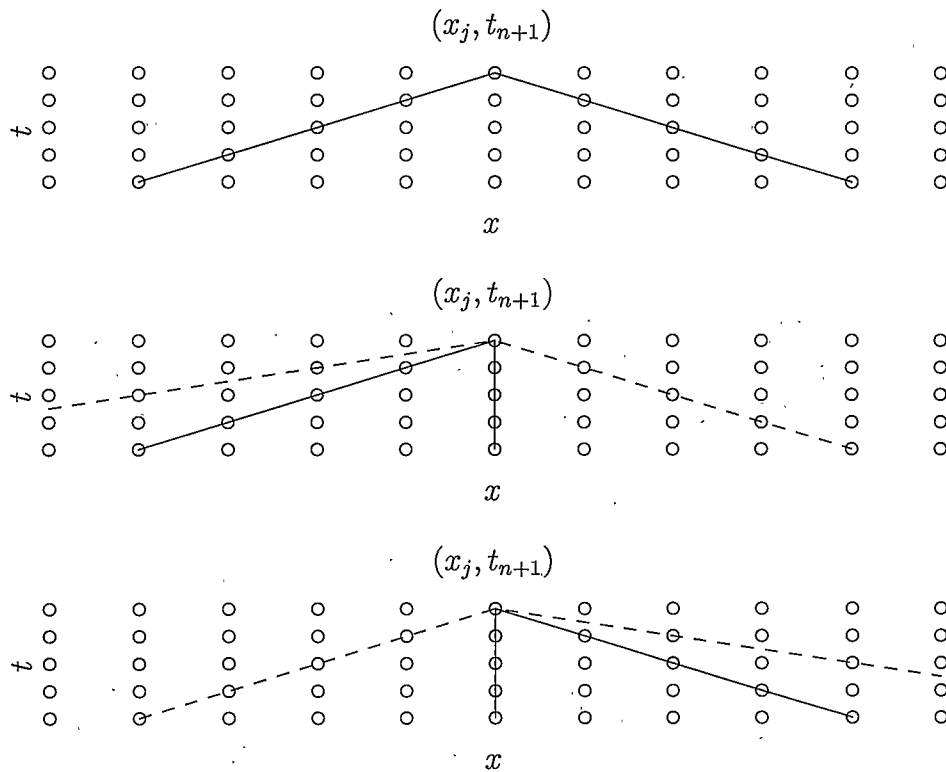 (x_j, t_{n+1})
t
x
(x_j, t_{n+1})
t
x
(x_j, t_{n+1})
t
x